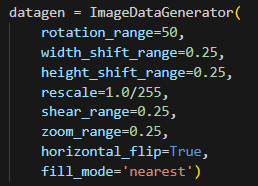 datagen = ImageDataGenerator(
    rotation_range=50,
    width_shift_range=0.25,
    height_shift_range=0.25,
    rescale=1.0/255,
    shear_range=0.25,
    zoom_range=0.25,
    horizontal_flip=True,
    fill_mode='nearest')